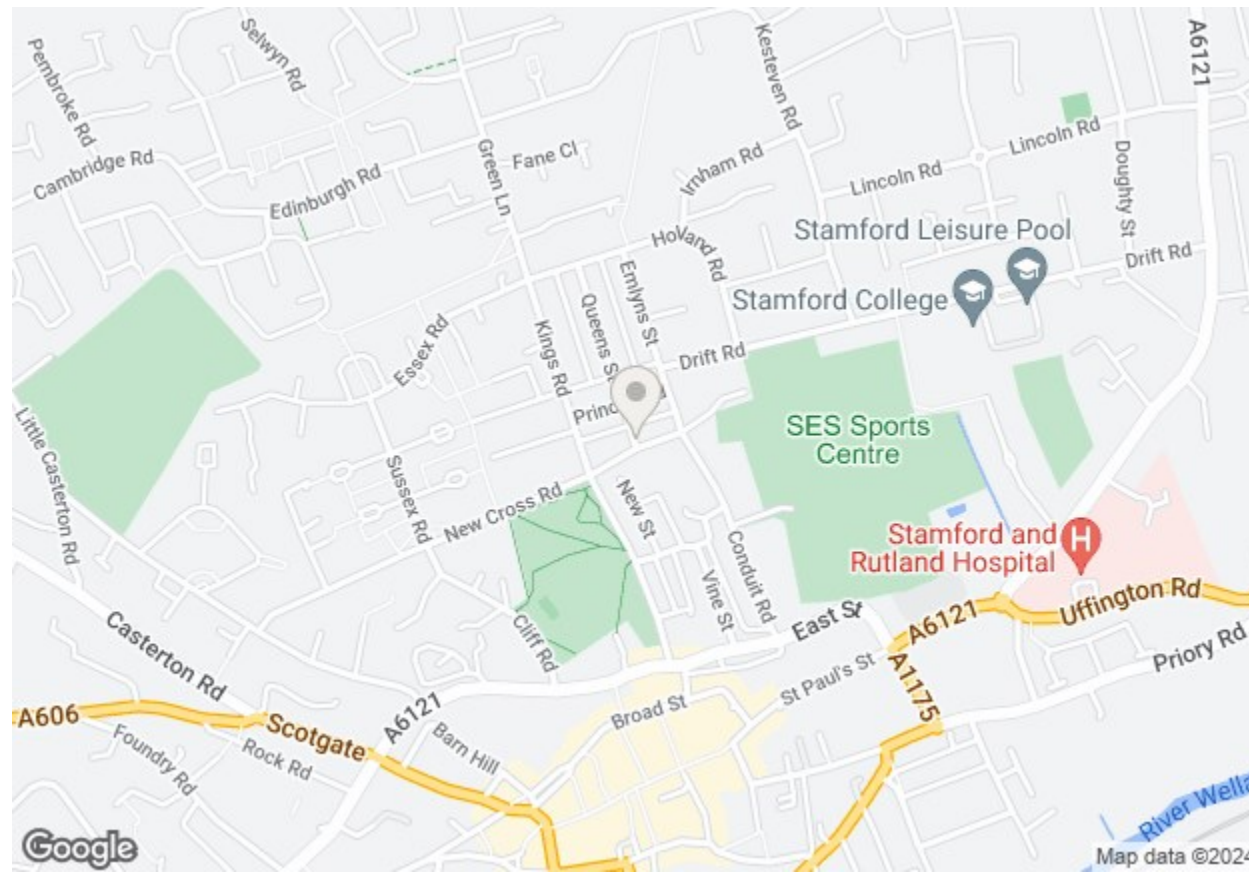 Selwyn Rd
Pembroke Rd
Kesteven Rd
A6121
Cambridge Rd
Green Ln
Fane Cl
Irnham Rd
Lincoln Rd
Lincoln Rd
Doughty St
Edinburgh Rd
Stamford Leisure Pool
Holland Rd
Drift Rd
Emlyns St
Stamford College
Queens St
Kings Rd
Essex Rd
Drift Rd
SES Sports
Centre
Little Casterton Rd
Sussex Rd
New Cross Rd
New St
Stamford and
Rutland Hospital
H
Conduit Rd
Vine St
Uffington Rd
East St
A6121
Cliff Rd
Casterton Rd
Priory Rd
St Paul's St
A1175
A606
Scotgate
A6121
Broad St
Barn Hill
Foundry Rd
Rock Rd
River Wella
Google
Map data ©2024